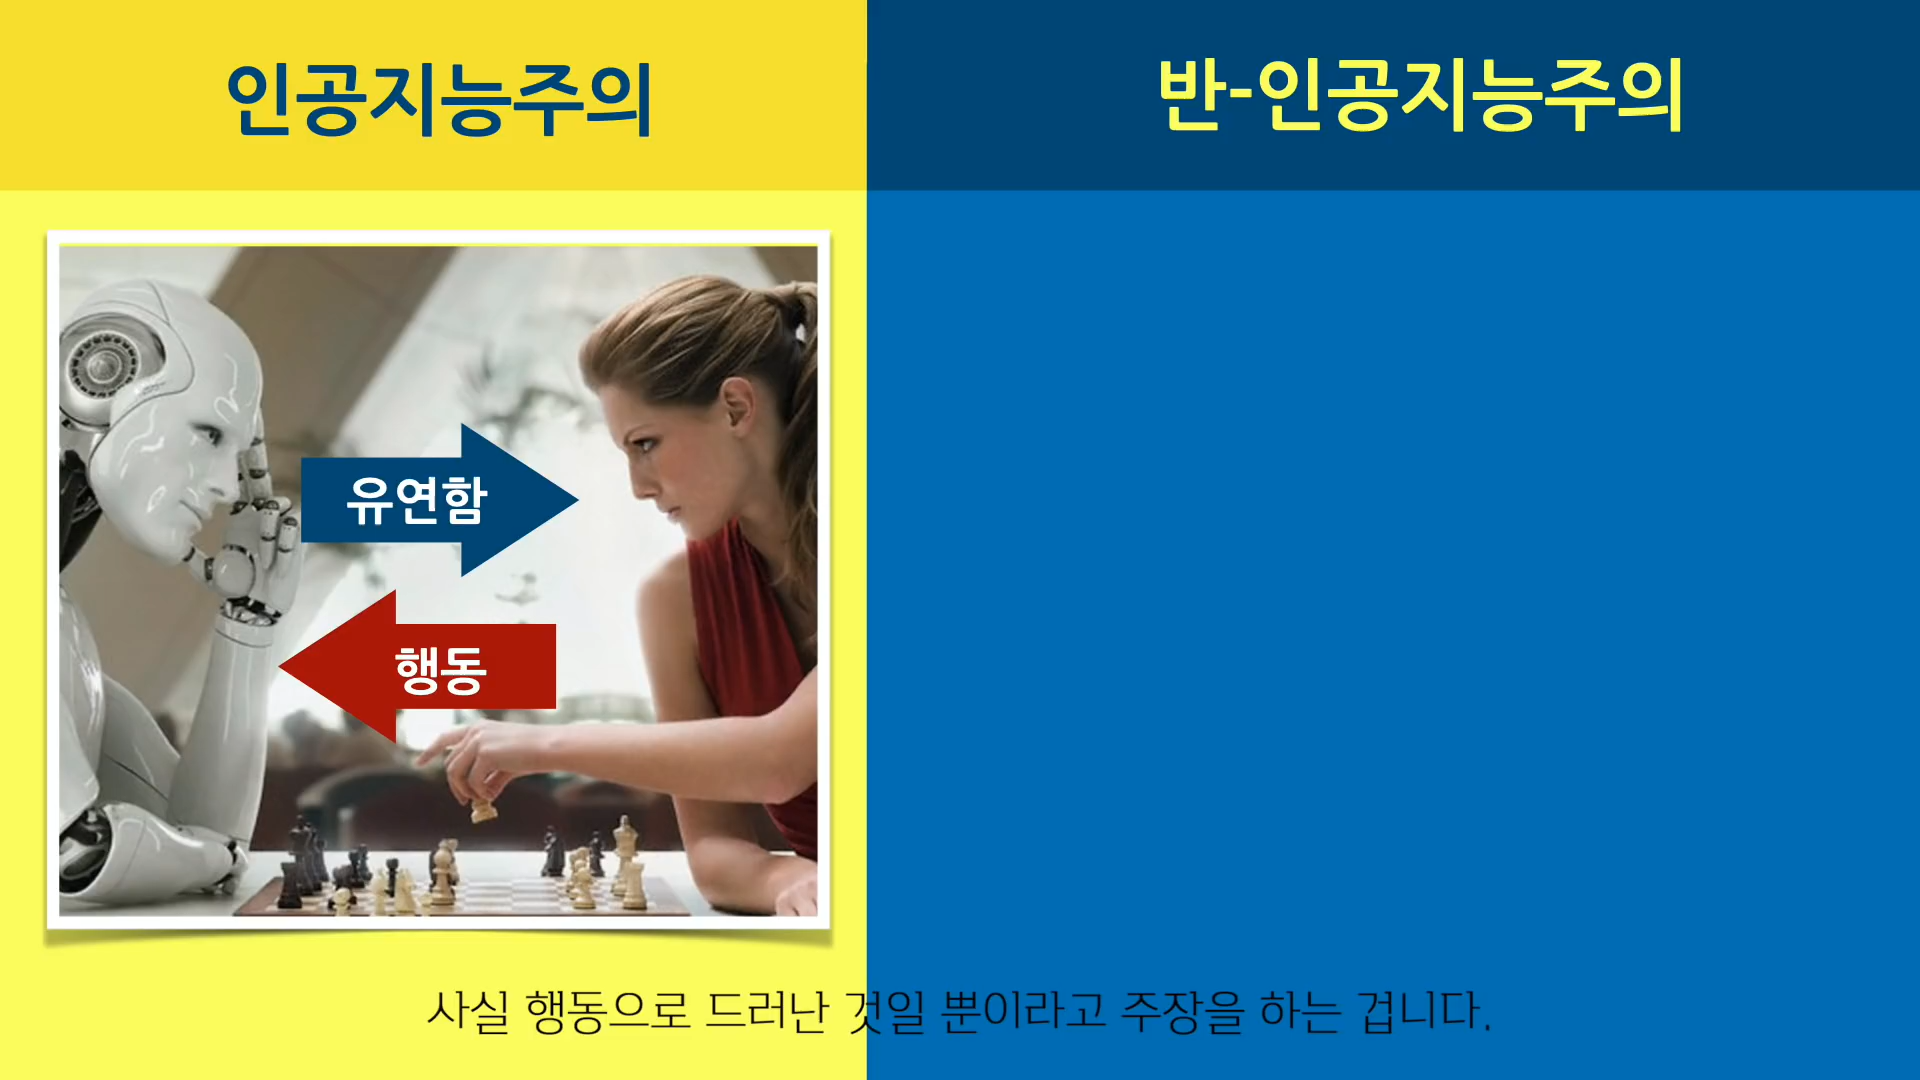 인공지능주의
반-인공지능주의
유연함
행동
사실 행동으로 드러난 것일 뿐이라고 주장을 하는 겁니다.